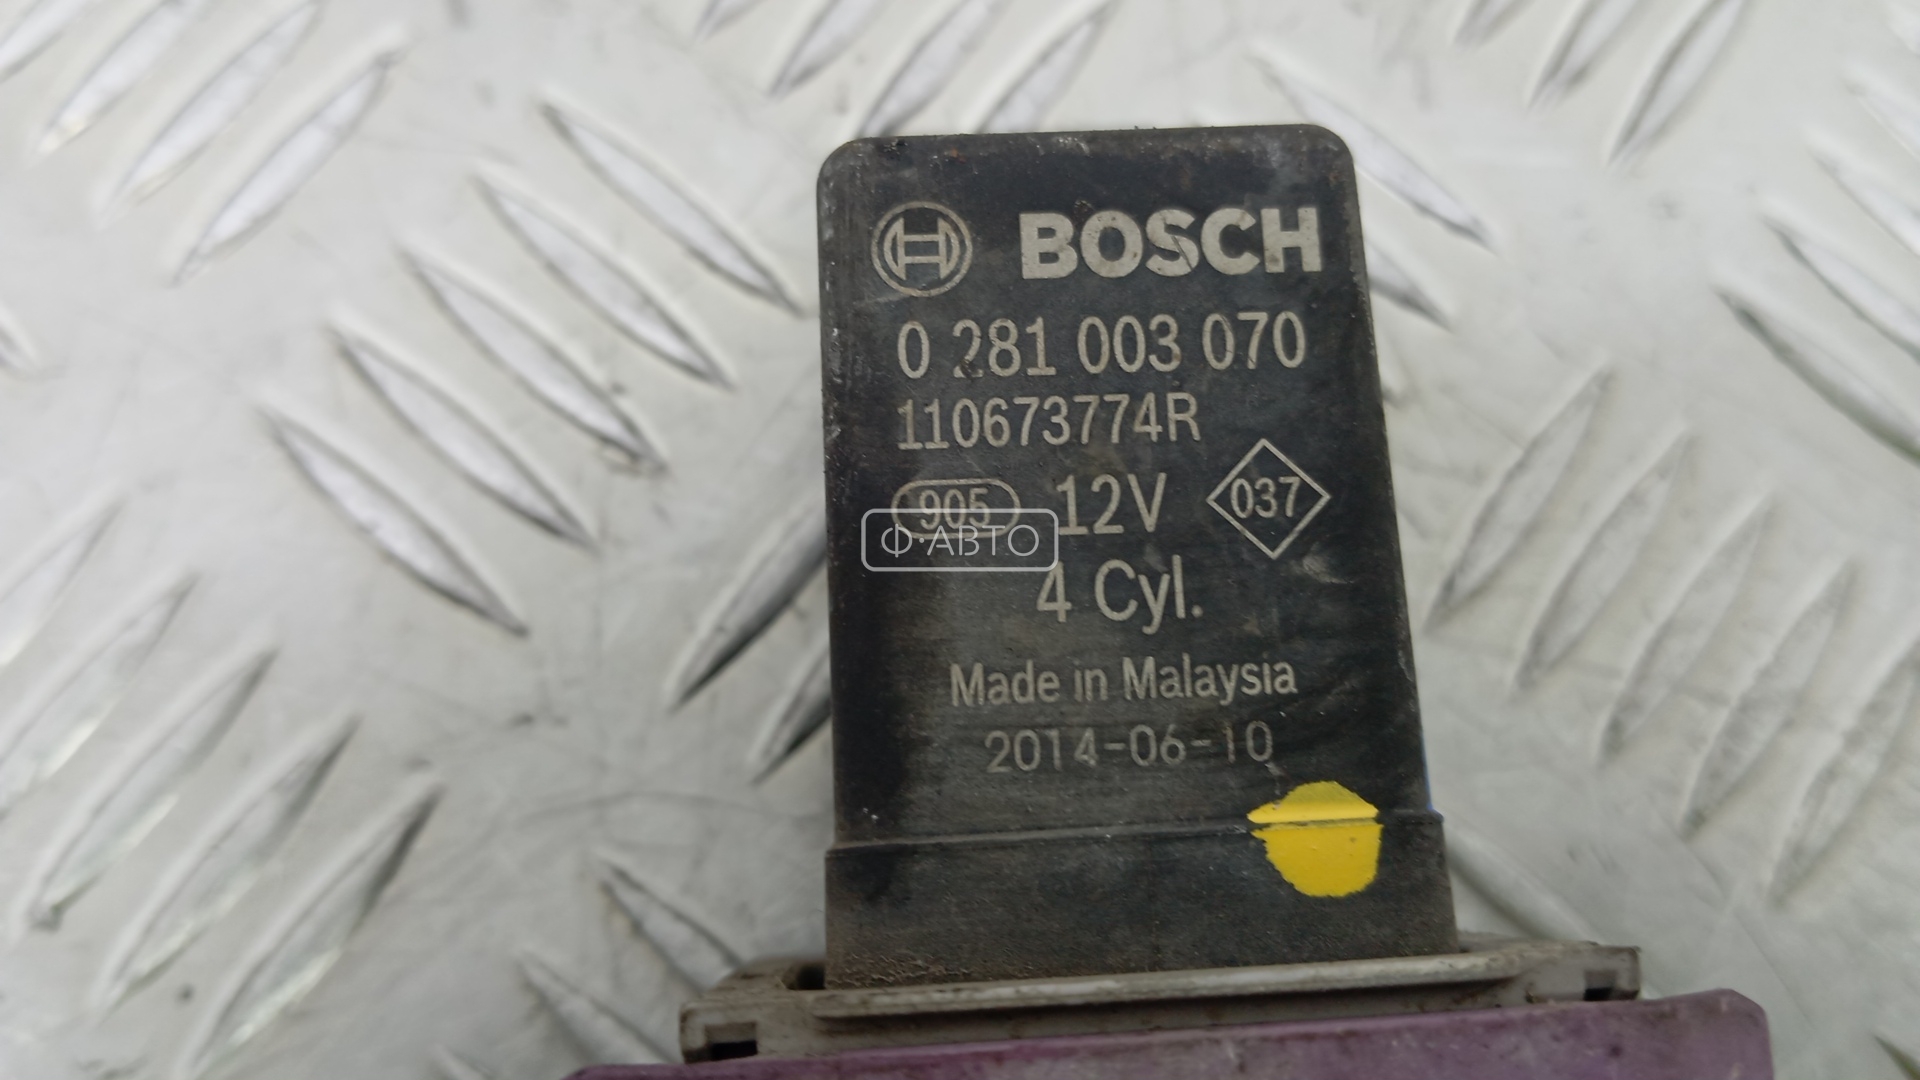 BOSCH
0 281 003 070
110673774R
905 12V 037
Ф·АВТО
4 Cyl.
Made in Malaysia
2014-06-10